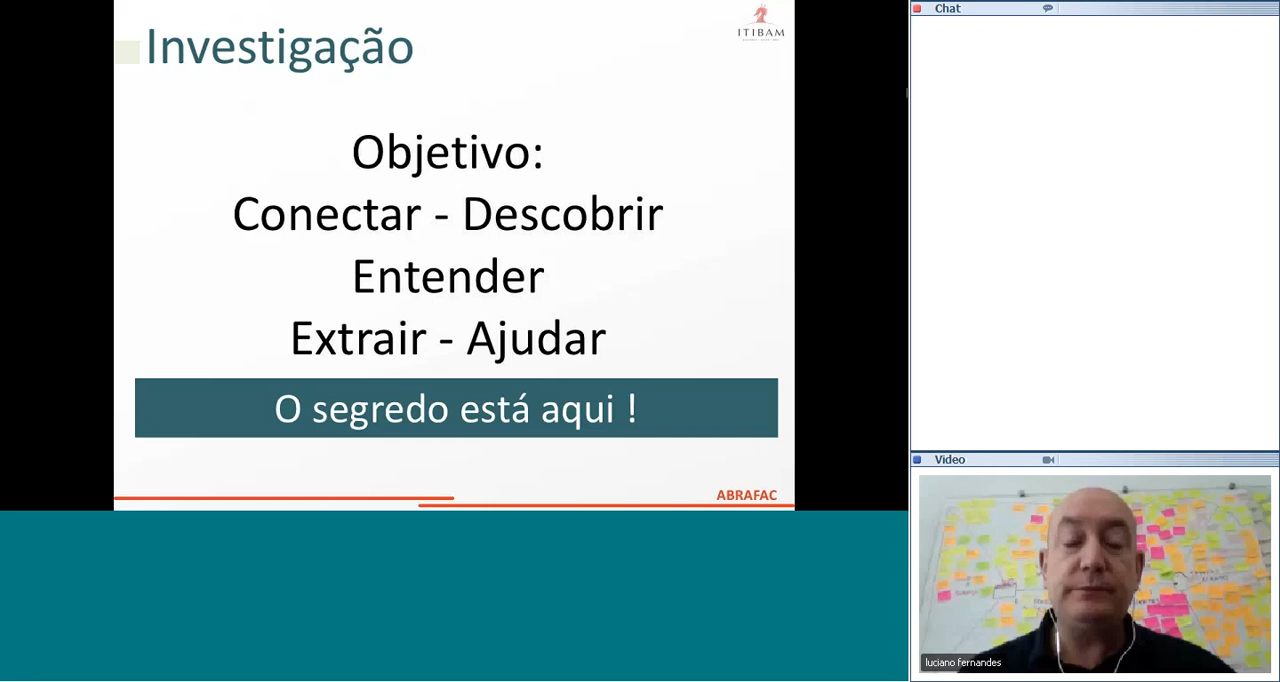 Investigação
ITIBAM
Objetivo:
Conectar - Descobrir
Entender
Extrair - Ajudar
O segredo está aqui !
ABRAFAC
Chat
Video
luciano fernandes